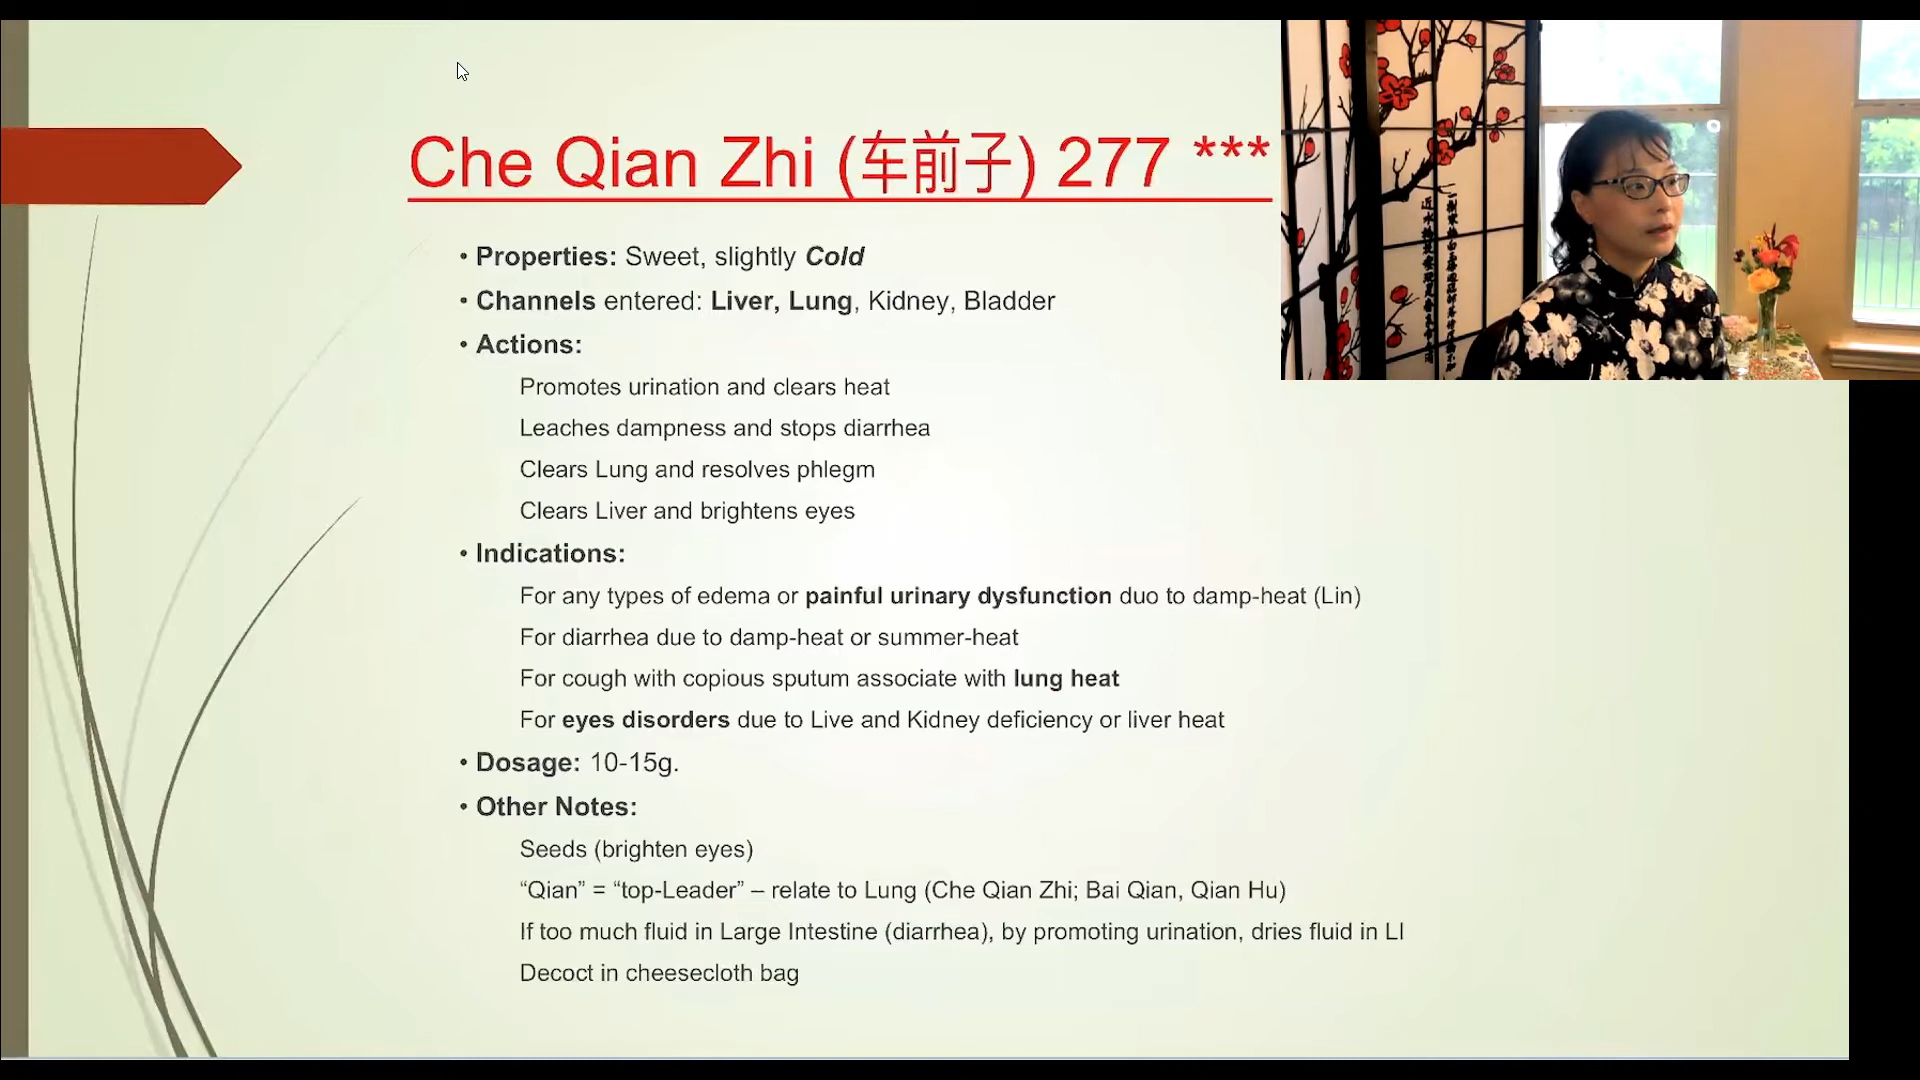 Che Qian Zhi (车前子) 277 ***
• Properties: Sweet, slightly Cold
• Channels entered: Liver, Lung, Kidney, Bladder
• Actions:
Promotes urination and clears heat
Leaches dampness and stops diarrhea
Clears Lung and resolves phlegm
Clears Liver and brightens eyes
• Indications:
For any types of edema or painful urinary dysfunction duo to damp-heat (Lin)
For diarrhea due to damp-heat or summer-heat
For cough with copious sputum associate with lung heat
For eyes disorders due to Live and Kidney deficiency or liver heat
• Dosage: 10-15g.
• Other Notes:
Seeds (brighten eyes)
“Qian” = “top-Leader” – relate to Lung (Che Qian Zhi; Bai Qian, Qian Hu)
If too much fluid in Large Intestine (diarrhea), by promoting urination, dries fluid in LI
Decoct in cheesecloth bag